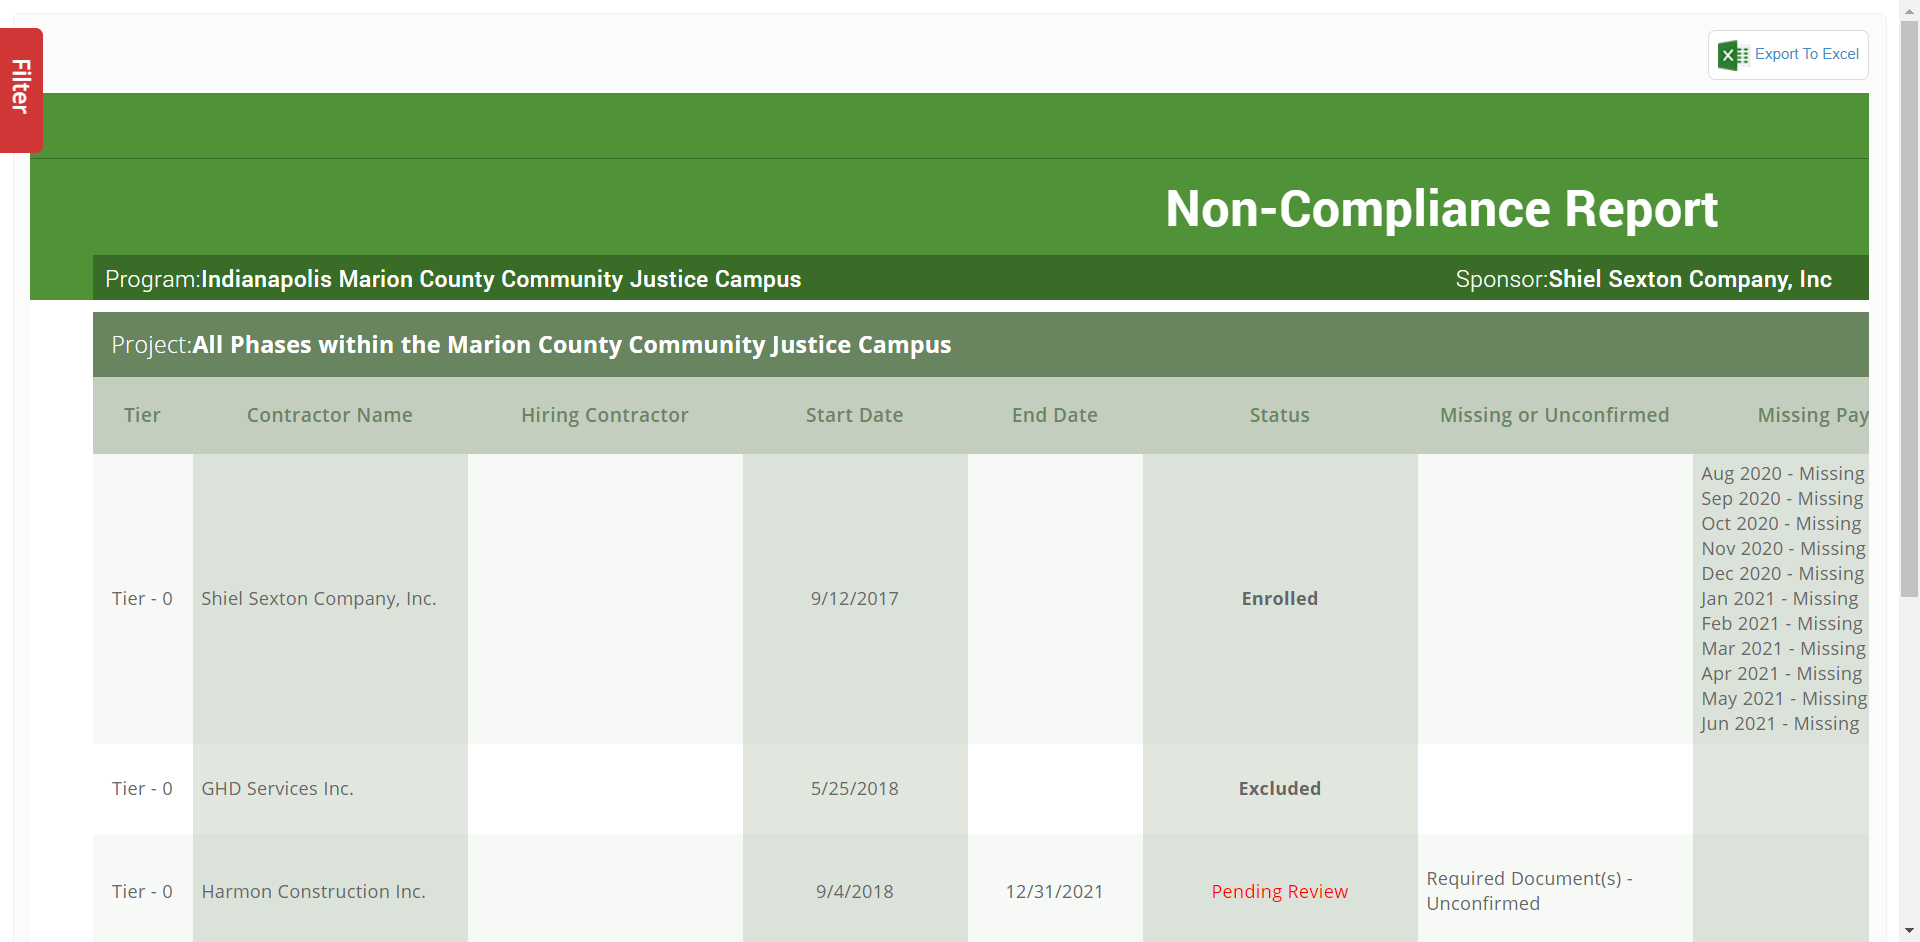 Filter
Export To Excel
Non-Compliance Report
Program:Indianapolis Marion County Community Justice Campus
Sponsor:Shiel Sexton Company, Inc
Project:All Phases within the Marion County Community Justice Campus
Tier Contractor Name Hiring Contractor Start Date End Date Status Missing or Unconfirmed Missing Pay
Tier - 0 Shiel Sexton Company, Inc. 9/12/2017 Enrolled
Aug 2020 - Missing
Sep 2020 - Missing
Oct 2020 - Missing
Nov 2020 - Missing
Dec 2020 - Missing
Jan 2021 - Missing
Feb 2021 - Missing
Mar 2021 - Missing
Apr 2021 - Missing
May 2021 - Missing
Jun 2021 - Missing
Tier - 0 GHD Services Inc. 5/25/2018 Excluded
Tier - 0 Harmon Construction Inc. 9/4/2018 12/31/2021 Pending Review
Required Document(s) -
Unconfirmed